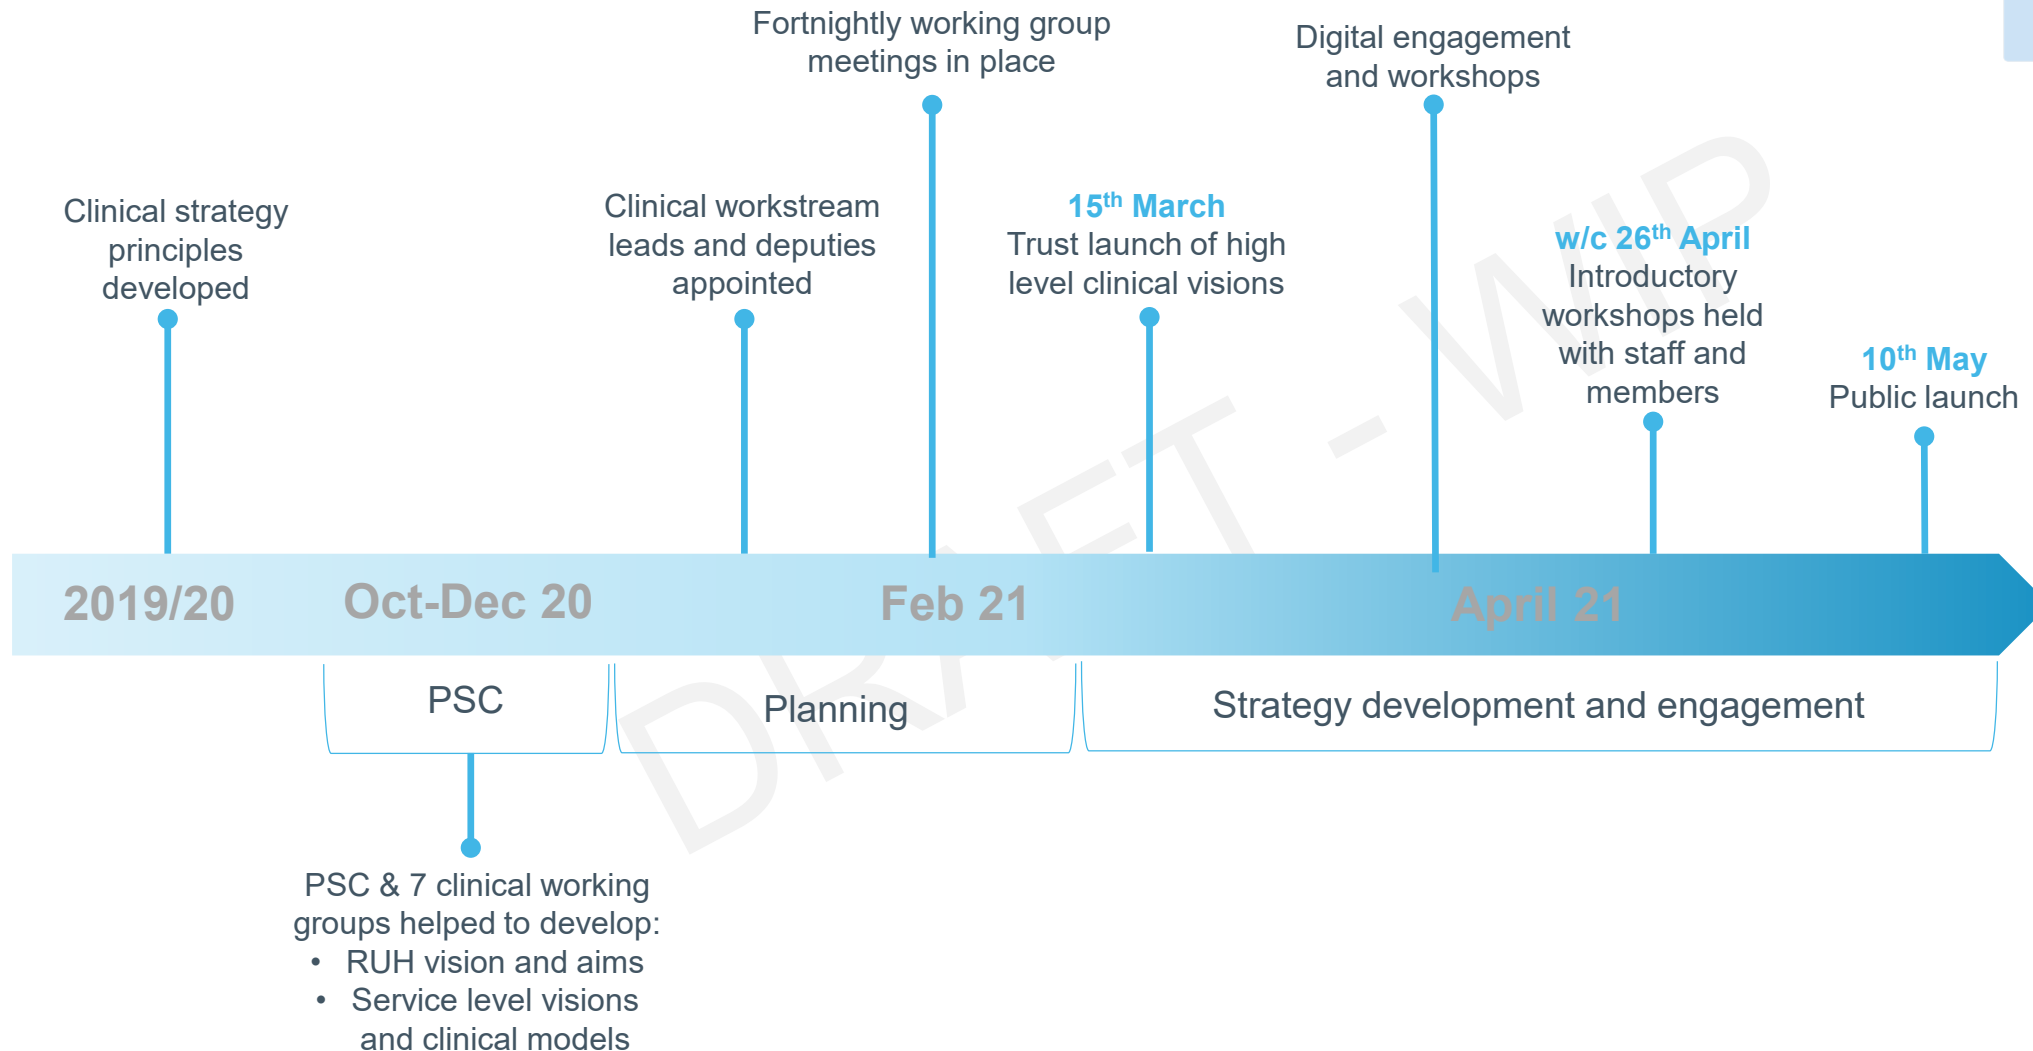 Fortnightly working group
meetings in place
Digital engagement
and workshops
Clinical strategy
principles
developed
Clinical workstream
leads and deputies
appointed
15th March
Trust launch of high
level clinical visions
w/c 26th April
Introductory
workshops held
with staff and
members
10th May
Public launch
2019/20
Oct-Dec 20
Feb 21
April 21
PSC
Planning
Strategy development and engagement
PSC & 7 clinical working
groups helped to develop:
• RUH vision and aims
• Service level visions
and clinical models
DRAFT - WIP